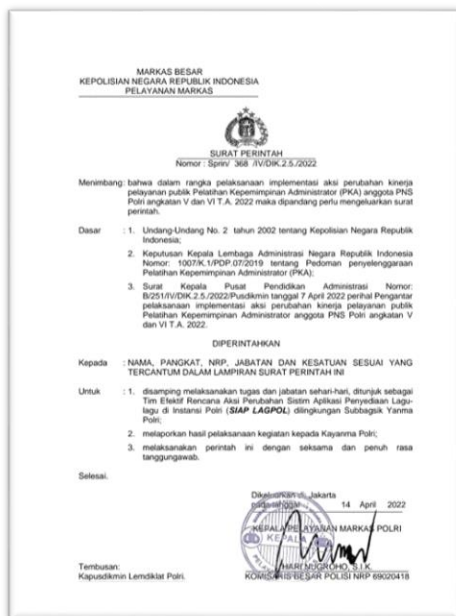 MARKAS BESAR
KEPOLISIAN NEGARA REPUBLIK INDONESIA
PELAYANAN MARKAS
SURAT PERINTAH
Nomor : Sprin/ 368 /IV/DIK.2.5./2022
Menimbang: bahwa dalam rangka pelaksanaan implementasi aksi perubahan kinerja
pelayanan publik Pelatihan Kepemimpinan Administrator (PKA) anggota PNS
Polri angkatan V dan VI T.A. 2022 maka dipandang perlu mengeluarkan surat
perintah.
Dasar : 1. Undang-Undang No. 2 tahun 2002 tentang Kepolisian Negara Republik
Indonesia;
2. Keputusan Kepala Lembaga Administrasi Negara Republik Indonesia
Nomor: 1007/K.1/PDP.07/2019 tentang Pedoman penyelenggaraan
Pelatihan Kepemimpinan Administrator (PKA);
3. Surat Kepala Pusat Pendidikan Administrasi Nomor:
B/251/IV/DIK.2.5./2022/Pusdikmin tanggal 7 April 2022 perihal Pengantar
pelaksanaan implementasi aksi perubahan kinerja pelayanan publik
Pelatihan Kepemimpinan Administrator anggota PNS Polri angkatan V
dan VI T.A. 2022.
DIPERINTAHKAN
Kepada : NAMA, PANGKAT, NRP, JABATAN DAN KESATUAN SESUAI YANG
TERCANTUM DALAM LAMPIRAN SURAT PERINTAH INI
Untuk : 1. disamping melaksanakan tugas dan jabatan sehari-hari, ditunjuk sebagai
Tim Efektif Rencana Aksi Perubahan Sistim Aplikasi Penyediaan Lagu-
lagu di Instansi Polri (SIAP LAGPOL) dilingkungan Subbagsik Yanma
Polri;
2. melaporkan hasil pelaksanaan kegiatan kepada Kayanma Polri;
3. melaksanakan perintah ini dengan seksama dan penuh rasa
tanggungawab.
Selesai.
Dikeluarkan di Jakarta
pada tanggal 14 April 2022
KEPALA PELAYANAN MARKAS POLRI
KEPALA
HARI NUGROHO, S.I.K.
KOMISARIS BESAR POLISI NRP 69020418
Tembusan:
Kapusdikmin Lemdiklat Polri.